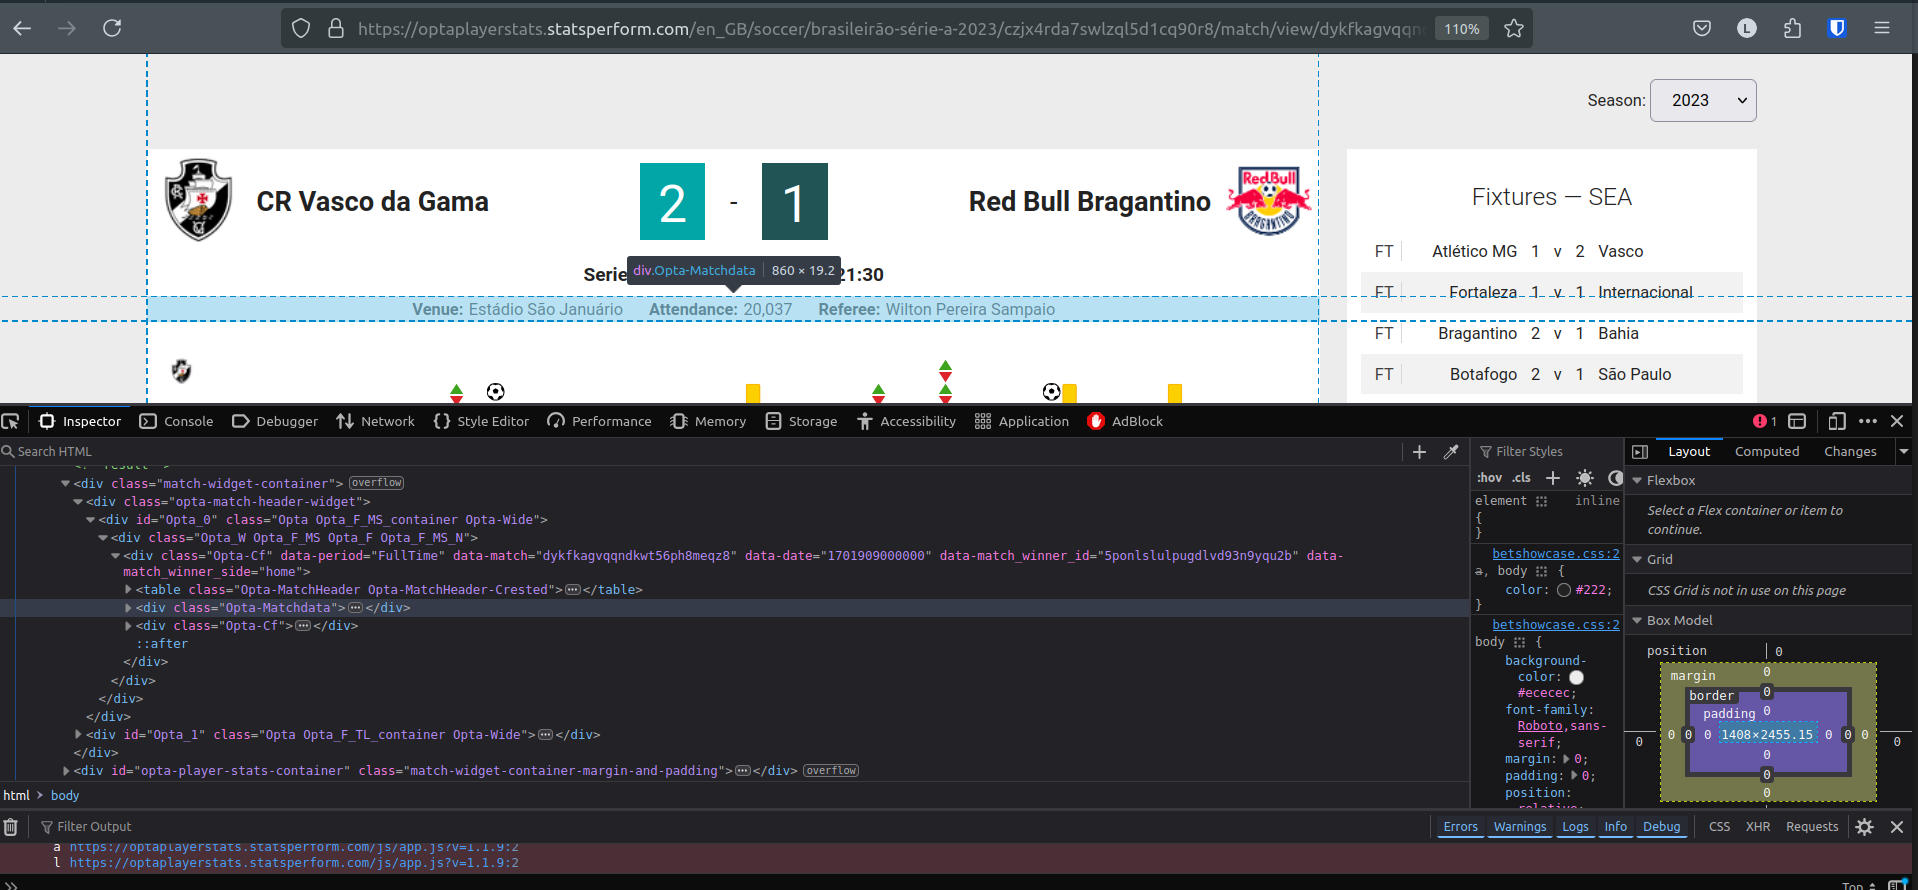 https://optaplayerstats.statsperform.com/en_GB/soccer/brasileirão-série-a-2023/czjx4rda7swlzql5d1cq90r8/match/view/dykfkagvqqn
110%
L
Season: 2023
CR Vasco da Gama
2 - 1
Red Bull Bragantino
Red Bull
BRAGANTINO
div.Opta-Matchdata 860 × 19.2
Serie
21:30
Venue: Estádio São Januário Attendance: 20,037 Referee: Wilton Pereira Sampaio
Fixtures — SEA
FT Atlético MG 1 v 2 Vasco
FT Fortaleza 1 v 1 Internacional
FT Bragantino 2 v 1 Bahia
FT Botafogo 2 v 1 São Paulo
Inspector Console Debugger Network Style Editor Performance Memory Storage Accessibility Application AdBlock
1
Search HTML
<!--result-->
<div class="match-widget-container"> overflow
<div class="opta-match-header-widget">
<div id="Opta_0" class="Opta Opta_F_MS_container Opta-Wide">
<div class="Opta_W Opta_F_MS Opta_F Opta_F_MS_N">
<div class="Opta-Cf" data-period="FullTime" data-match="dykfkagvqqndkwt56ph8meqz8" data-date="1701909000000" data-match_winner_id="5ponlslulpugdlvd93n9yqu2b" data-
match_winner_side="home">
<table class="Opta-MatchHeader Opta-MatchHeader-Crested">…</table>
<div class="Opta-Matchdata">…</div>
<div class="Opta-Cf">…</div>
::after
</div>
</div>
</div>
</div>
<div id="Opta_1" class="Opta Opta_F_TL_container Opta-Wide">…</div>
</div>
<div id="opta-player-stats-container" class="match-widget-container-margin-and-padding">…</div> overflow
html > body
Filter Styles
:hov .cls
element inline
{
}
betshowcase.css:2
a, body {
color: #222;
}
betshowcase.css:2
body {
background-
color:
#ececec;
font-family:
Roboto,sans-
serif;
margin: 0;
padding: 0;
position:
relative;
Layout Computed Changes
Flexbox
Select a Flex container or item to
continue.
Grid
CSS Grid is not in use on this page
Box Model
position 0
margin 0
border 0
padding 0
0 0 0 0 1408×2455.15 0 0 0 0
0
0
0
Filter Output
Errors Warnings Logs Info Debug CSS XHR Requests
a https://optaplayerstats.statsperform.com/js/app.js?v=1.1.9:2
l https://optaplayerstats.statsperform.com/js/app.js?v=1.1.9:2
Top